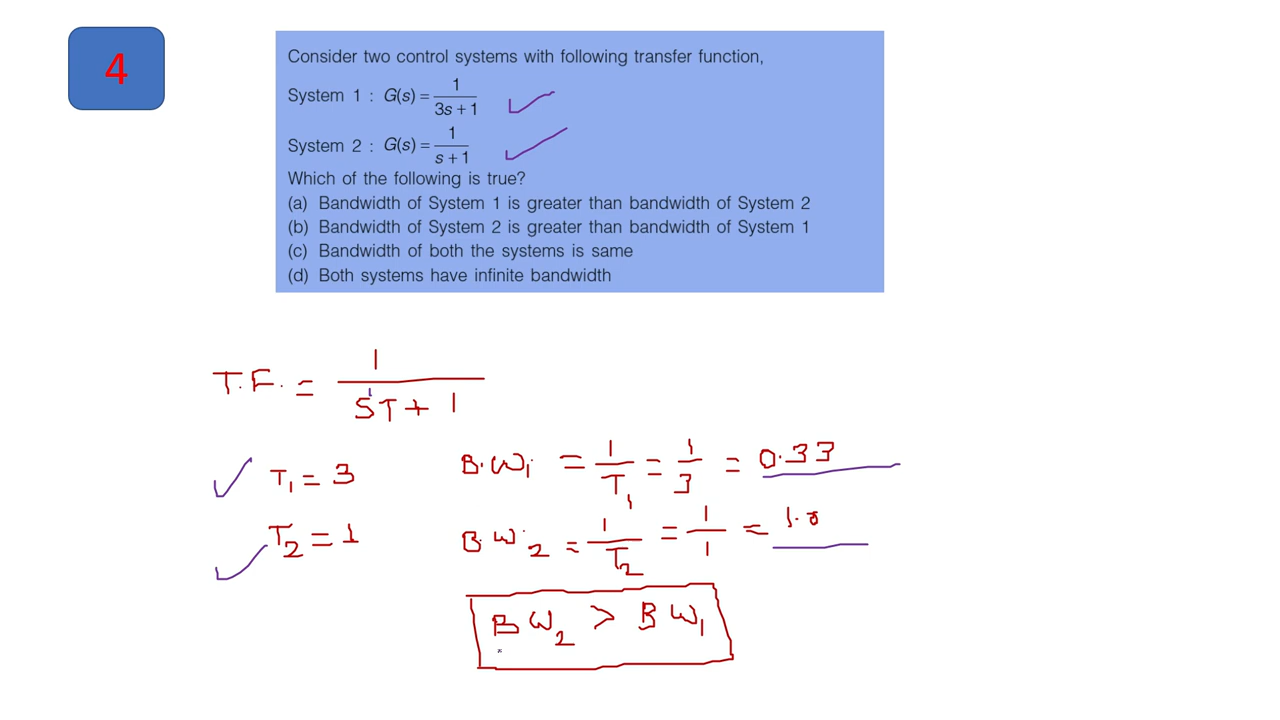 4
Consider two control systems with following transfer function,
System 1 : G(s) = 1 / (3s + 1)
System 2 : G(s) = 1 / (s + 1)
Which of the following is true?
(a) Bandwidth of System 1 is greater than bandwidth of System 2
(b) Bandwidth of System 2 is greater than bandwidth of System 1
(c) Bandwidth of both the systems is same
(d) Both systems have infinite bandwidth
T.F. = 1 / (ST + 1)
T₁ = 3
B.W₁ = 1/T₁ = 1/3 = 0.33
T₂ = 1
B.W.₂ = 1/T₂ = 1/1 = 1.0
BW₂ > BW₁